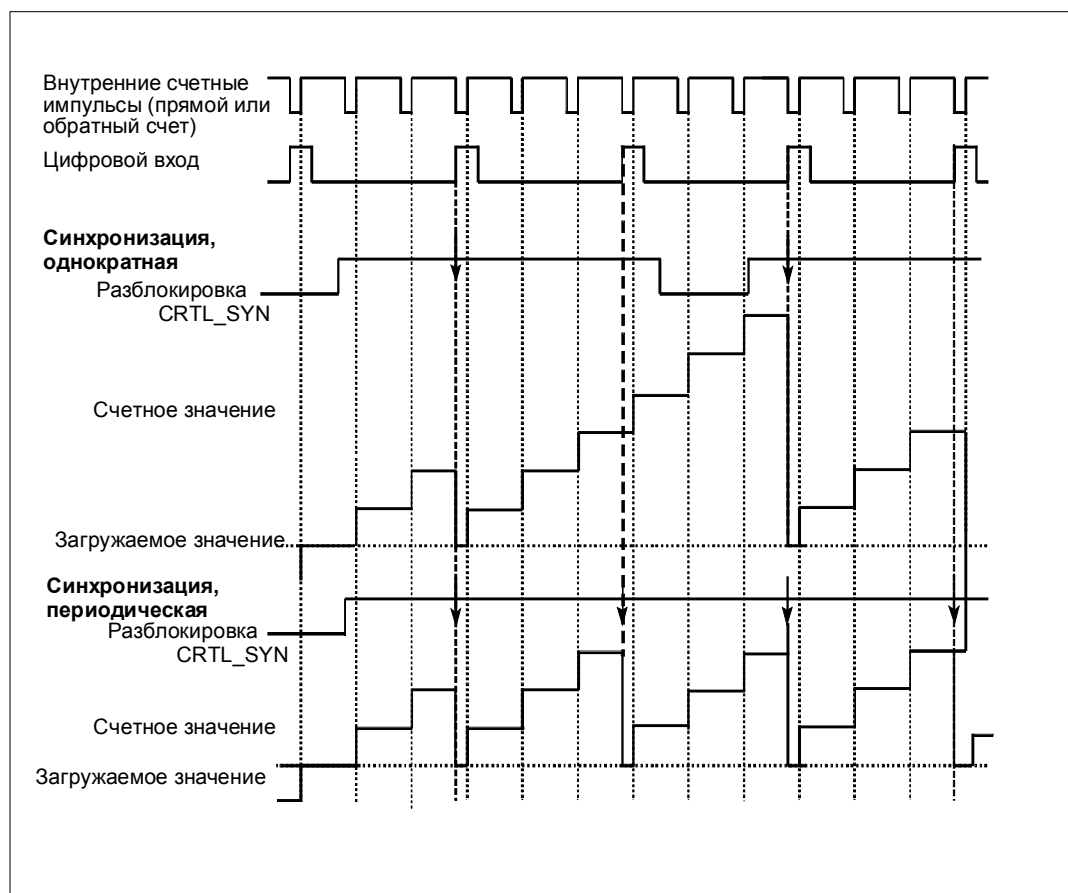 Внутренние счетные
импульсы (прямой или
обратный счет)
Цифровой вход
Синхронизация,
однократная
Разблокировка
CRTL_SYN
Счетное значение
Загружаемое значение
Синхронизация,
периодическая
Разблокировка
CRTL_SYN
Счетное значение
Загружаемое значение